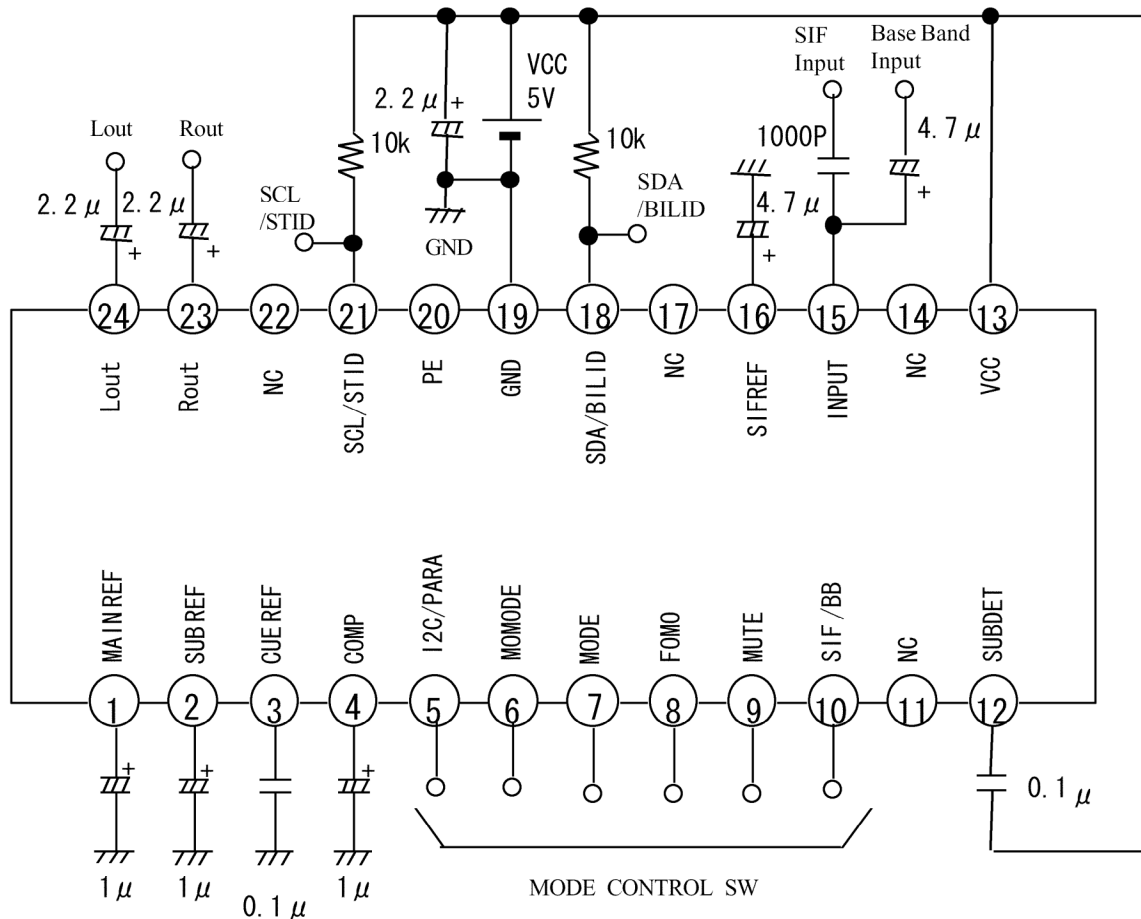 SIF
Input
Base Band
Input
VCC
5V
2.2μ +
1000P
4.7μ
+
Lout
Rout
10k
10k
2.2μ
+
2.2μ
+
SCL
/STID
GND
SDA
/BILID
4.7μ
+
24
23
22
21
20
19
18
17
16
15
14
13
Lout
Rout
NC
SCL/STID
PE
GND
SDA/BILID
NC
SIFREF
INPUT
NC
VCC
MAINREF
SUBREF
CUEREF
COMP
I2C/PARA
MOMODE
MODE
FOMO
MUTE
SIF/BB
NC
SUBDET
1
2
3
4
5
6
7
8
9
10
11
12
+
+
+
0.1μ
1μ
1μ
0.1μ
1μ
MODE CONTROL SW